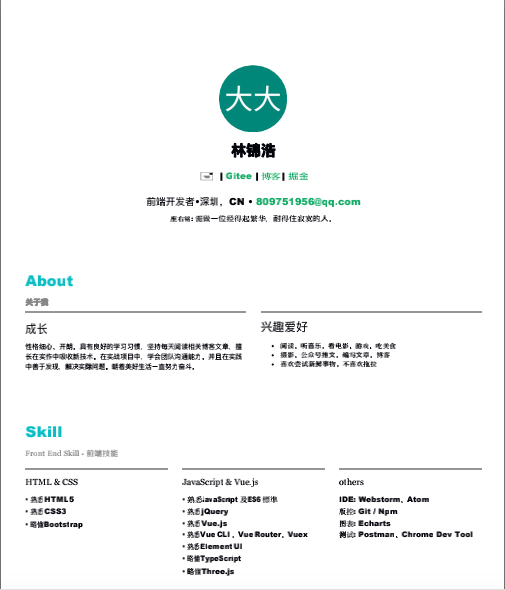 大大
林锦浩
| Gitee | 博客 | 掘金
前端开发者•深圳，CN • 809751956@qq.com
座右铭：要做一位经得起繁华，耐得住寂寞的人。
About
关于我
成长
性格细心、开朗。具有良好的学习习惯，坚持每天阅读相关博客文章，擅
长在实作中吸收新技术。在实战项目中，学会团队沟通能力。并且在实践
中善于发现，解决实际问题。朝着美好生活一直努力奋斗。
兴趣爱好
• 阅读、听音乐、看电影、游戏、吃美食
• 摄影、公众号推文、编写文章、博客
• 喜欢尝试新鲜事物，不喜欢拖拉
Skill
Front End Skill - 前端技能
HTML & CSS
• 熟悉HTML5
• 熟悉CSS3
• 略懂Bootstrap
JavaScript & Vue.js
• 熟悉JavaScript 及ES6 标准
• 熟悉jQuery
• 熟悉Vue.js
• 熟悉Vue CLI 、Vue Router、Vuex
• 熟悉Element UI
• 略懂TypeScript
• 略懂Three.js
others
IDE: Webstorm、Atom
版控: Git / Npm
图表: Echarts
测试: Postman、Chrome Dev Tool